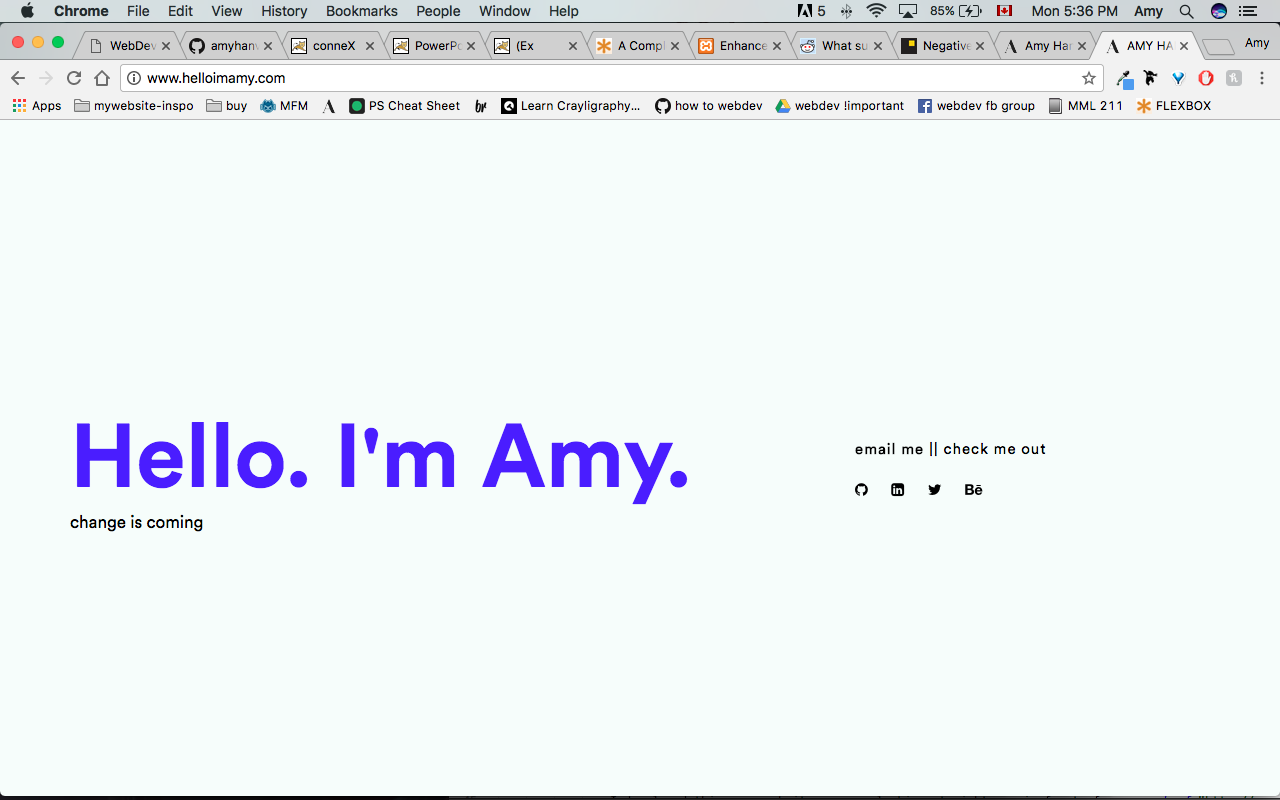 Chrome File Edit View History Bookmarks People Window Help 5 85% Mon 5:36 PM Amy
WebDev amyhanv conneX PowerPo (Ex A Compl Enhance What su Negative Amy Han AMY HA Amy
www.helloimamy.com
Apps mywebsite-inspo buy MFM PS Cheat Sheet Learn Crayligraphy... how to webdev webdev !important webdev fb group MML 211 FLEXBOX
Hello. I'm Amy.
change is coming
email me || check me out
Bē